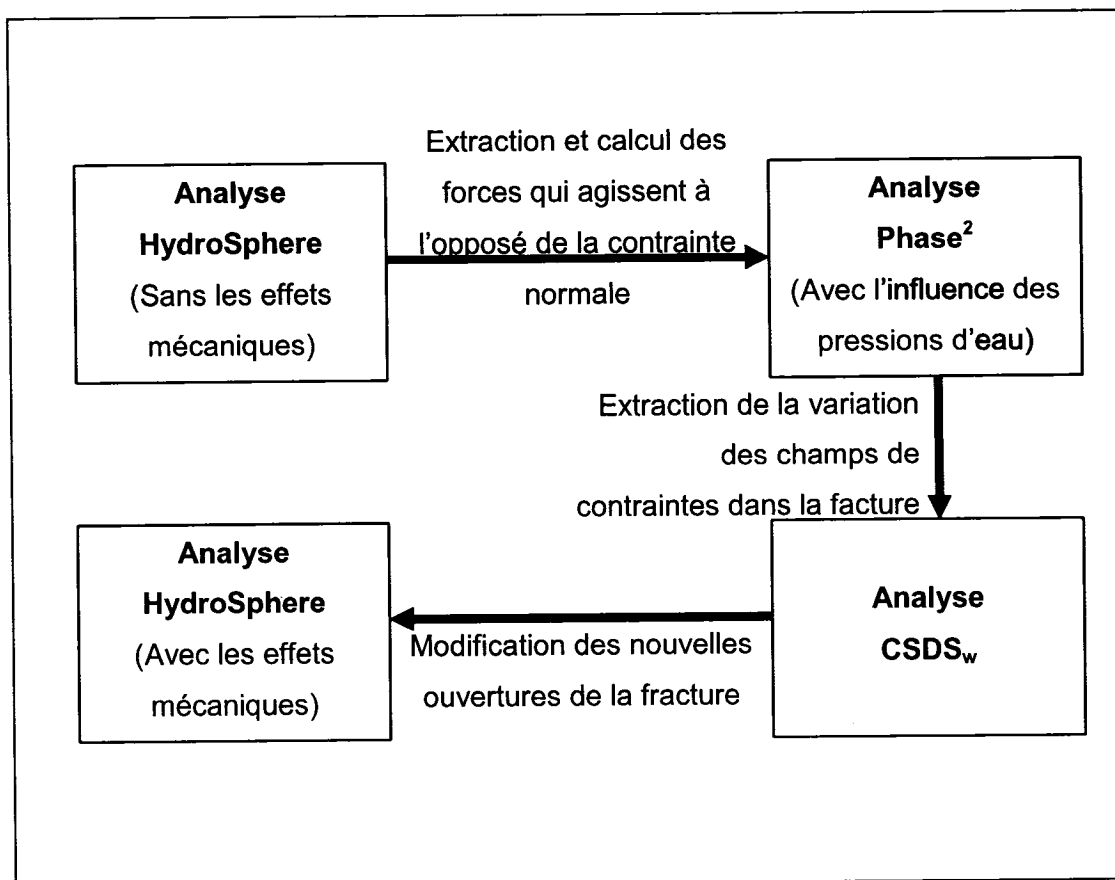 Analyse
HydroSphere
(Sans les effets
mécaniques)
Extraction et calcul des
forces qui agissent à
l'opposé de la contrainte
normale
Analyse
Phase²
(Avec l'influence des
pressions d'eau)
Extraction de la variation
des champs de
contraintes dans la facture
Analyse
CSDSw
Modification des nouvelles
ouvertures de la fracture
Analyse
HydroSphere
(Avec les effets
mécaniques)